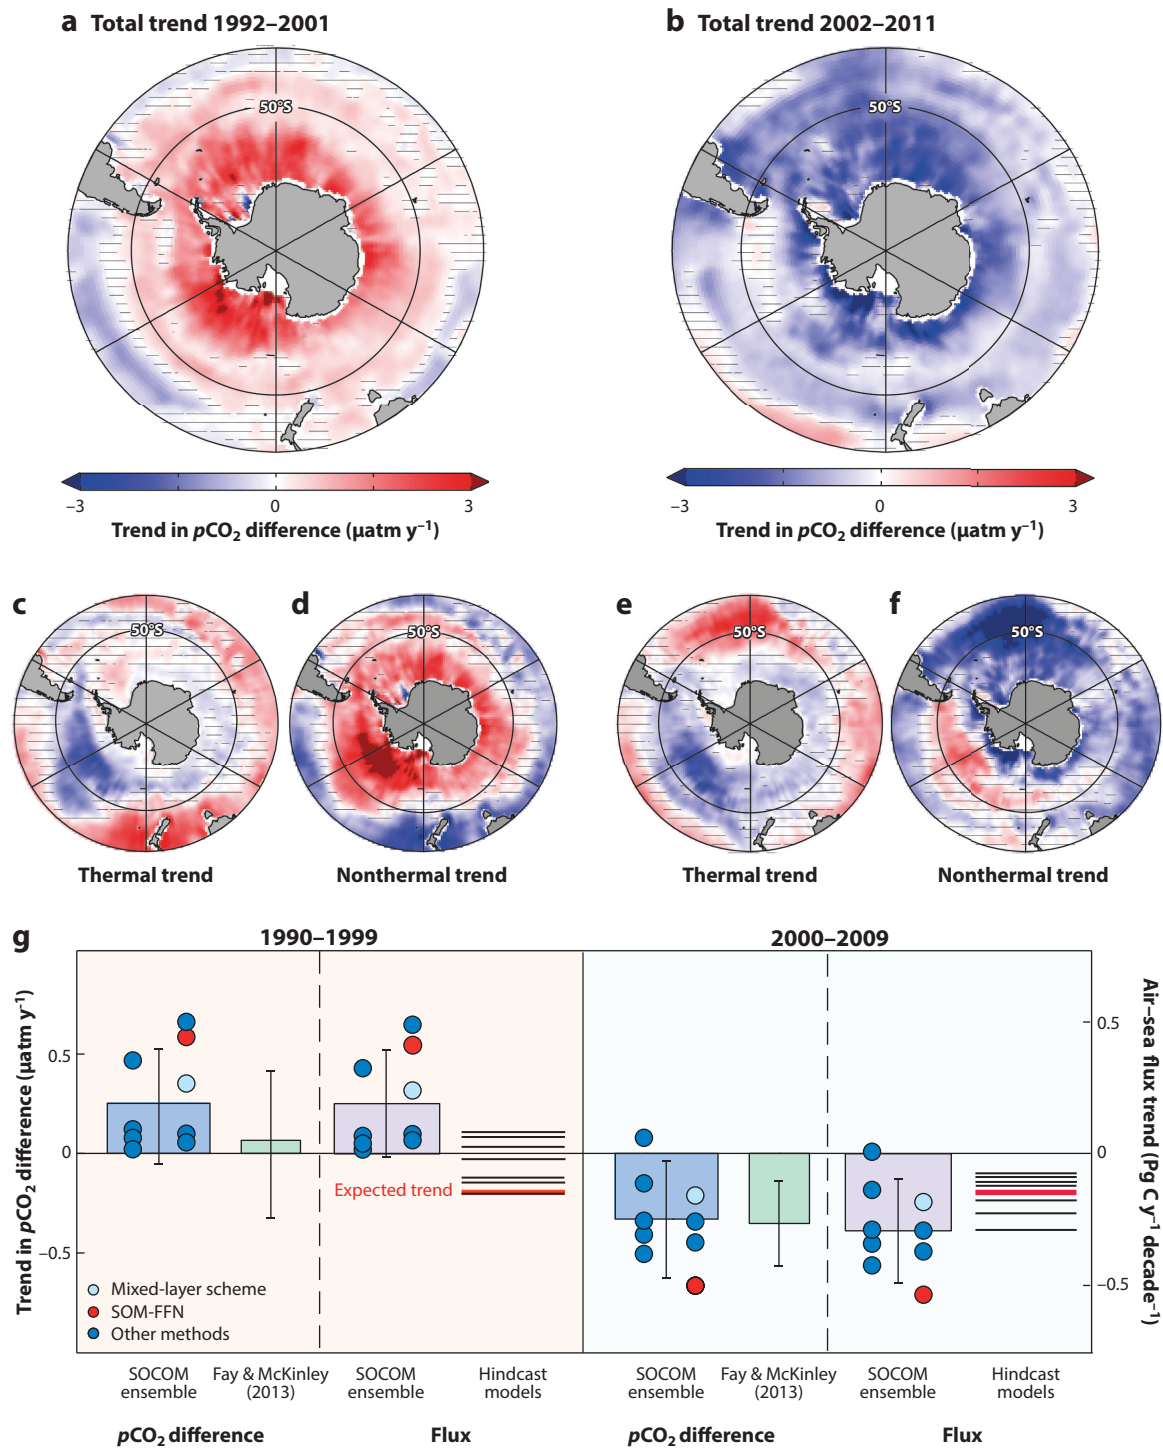 a Total trend 1992–2001
b Total trend 2002–2011
50°S
50°S
−3 0 3
Trend in pCO₂ difference (µatm y⁻¹)
−3 0 3
Trend in pCO₂ difference (µatm y⁻¹)
c
d
e
f
50°S
50°S
50°S
50°S
Thermal trend
Nonthermal trend
Thermal trend
Nonthermal trend
g
1990–1999
2000–2009
Trend in pCO₂ difference (µatm y⁻¹)
0.5
0
−0.5
Expected trend
Mixed-layer scheme
SOM-FFN
Other methods
0.5
0
−0.5
Air–sea flux trend (Pg C y⁻¹ decade⁻¹)
SOCOM
ensemble
Fay & McKinley
(2013)
SOCOM
ensemble
Hindcast
models
SOCOM
ensemble
Fay & McKinley
(2013)
SOCOM
ensemble
Hindcast
models
pCO₂ difference
Flux
pCO₂ difference
Flux